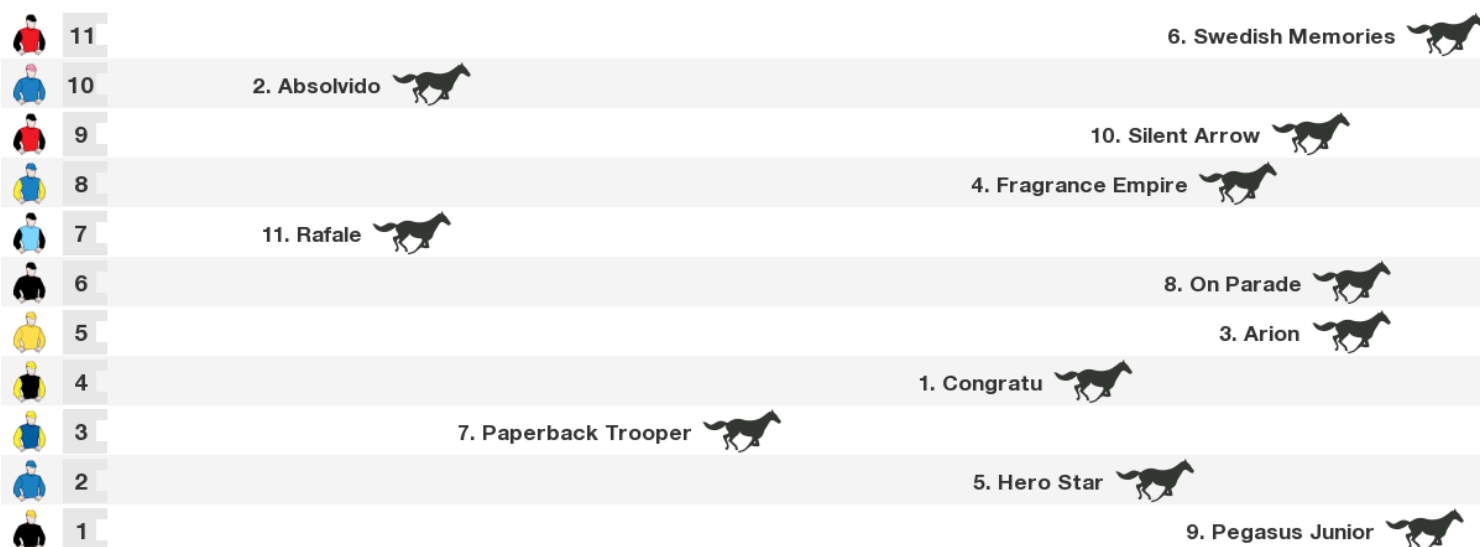 11 6. Swedish Memories
10 2. Absolvido
9 10. Silent Arrow
8 4. Fragrance Empire
7 11. Rafale
6 8. On Parade
5 3. Arion
4 1. Congratu
3 7. Paperback Trooper
2 5. Hero Star
1 9. Pegasus Junior